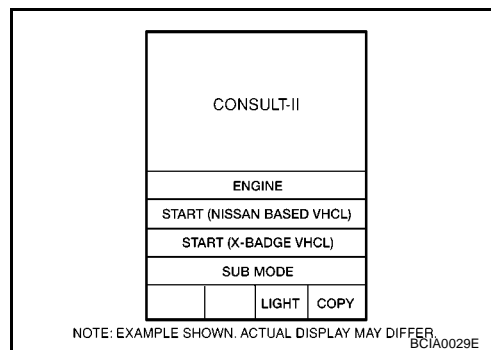 CONSULT-II
ENGINE
START (NISSAN BASED VHCL)
START (X-BADGE VHCL)
SUB MODE
LIGHT COPY
NOTE: EXAMPLE SHOWN. ACTUAL DISPLAY MAY DIFFER.
BCIA0029E